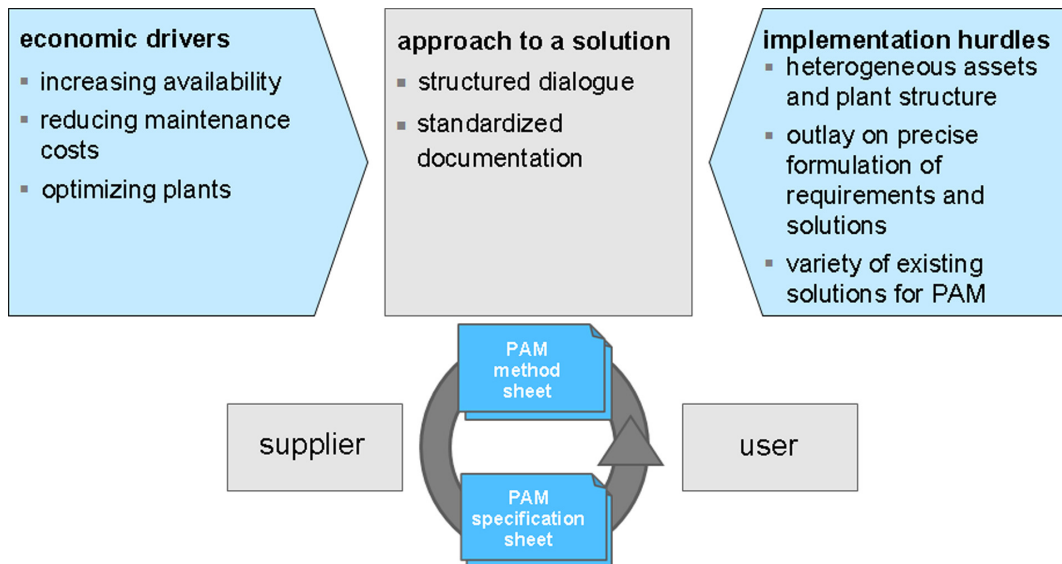 economic drivers
▪ increasing availability
▪ reducing maintenance
costs
▪ optimizing plants
approach to a solution
▪ structured dialogue
▪ standardized
documentation
implementation hurdles
▪ heterogeneous assets
and plant structure
▪ outlay on precise
formulation of
requirements and
solutions
▪ variety of existing
solutions for PAM
PAM
method
sheet
supplier
user
PAM
specification
sheet